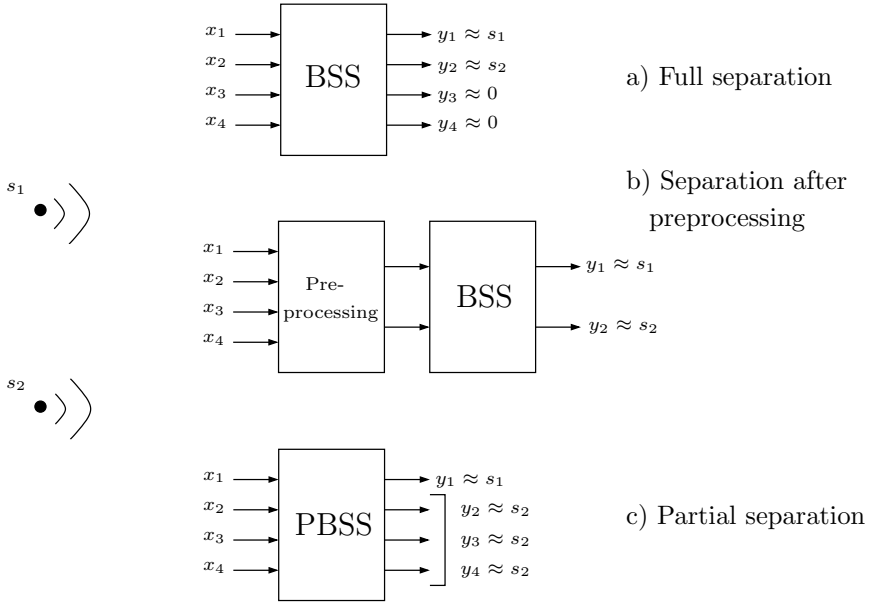 x₁
x₂
x₃
x₄
BSS
y₁ ≈ s₁
y₂ ≈ s₂
y₃ ≈ 0
y₄ ≈ 0
a) Full separation
s₁
s₂
x₁
x₂
x₃
x₄
Pre-
processing
BSS
y₁ ≈ s₁
y₂ ≈ s₂
b) Separation after
preprocessing
x₁
x₂
x₃
x₄
PBSS
y₁ ≈ s₁
y₂ ≈ s₂
y₃ ≈ s₂
y₄ ≈ s₂
c) Partial separation